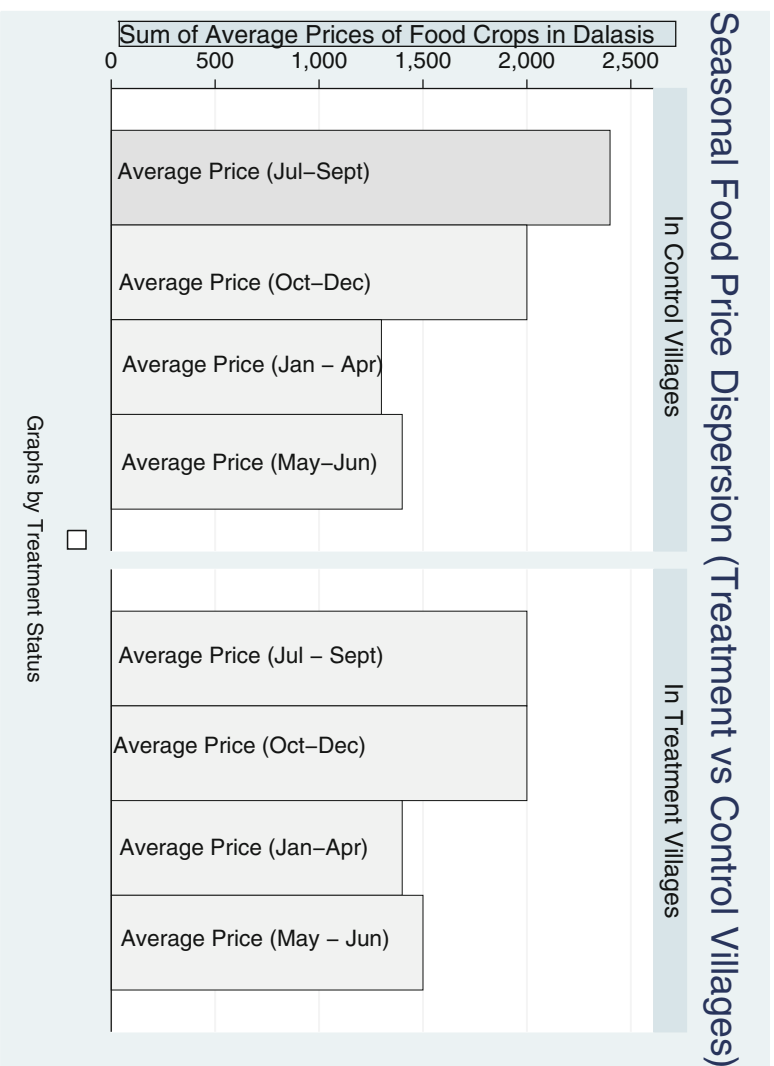 Seasonal Food Price Dispersion (Treatment vs Control Villages)
Sum of Average Prices of Food Crops in Dalasis
0 500 1,000 1,500 2,000 2,500
In Control Villages
Average Price (Jul–Sept)
Average Price (Oct–Dec)
Average Price (Jan – Apr)
Average Price (May–Jun)
In Treatment Villages
Average Price (Jul – Sept)
Average Price (Oct–Dec)
Average Price (Jan–Apr)
Average Price (May – Jun)
Graphs by Treatment Status